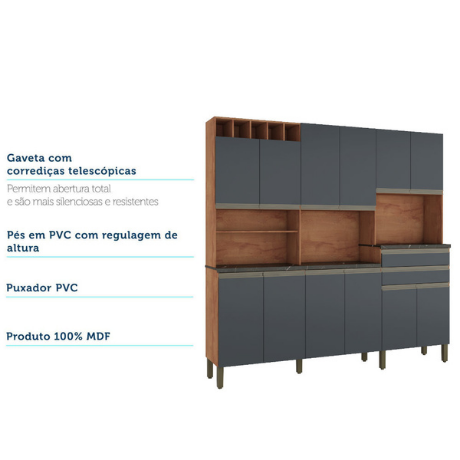 Gaveta com
corrediças telescópicas
Permitem abertura total
e são mais silenciosas e resistentes
Pés em PVC com regulagem de
altura
Puxador PVC
Produto 100% MDF